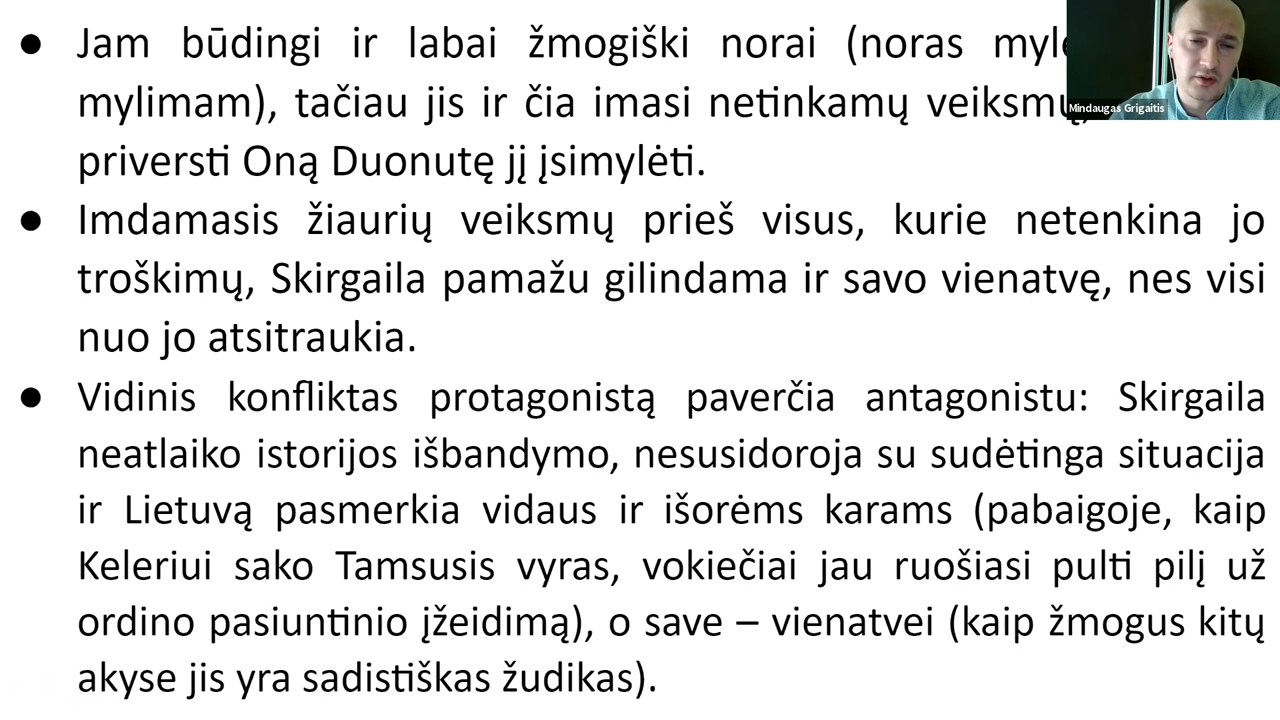 Jam būdingi ir labai žmogiški norai (noras
mylimam), tačiau jis ir čia imasi netinkamų veiksmų,
priversti Oną Duonutę jį įsimylėti.
Imdamasis žiaurių veiksmų prieš visus, kurie netenkina jo
troškimų, Skirgaila pamažu gilindama ir savo vienatvę, nes visi
nuo jo atsitraukia.
Vidinis konfliktas protagonistą paverčia antagonistu: Skirgaila
neatlaiko istorijos išbandymo, nesusidoroja su sudėtinga situacija
ir Lietuvą pasmerkia vidaus ir išorėms karams (pabaigoje, kaip
Keleriui sako Tamsusis vyras, vokiečiai jau ruošiasi pulti pilį už
ordino pasiuntinio įžeidimą), o save – vienatvei (kaip žmogus kitų
akyse jis yra sadistiškas žudikas).
Mindaugas Grigaitis